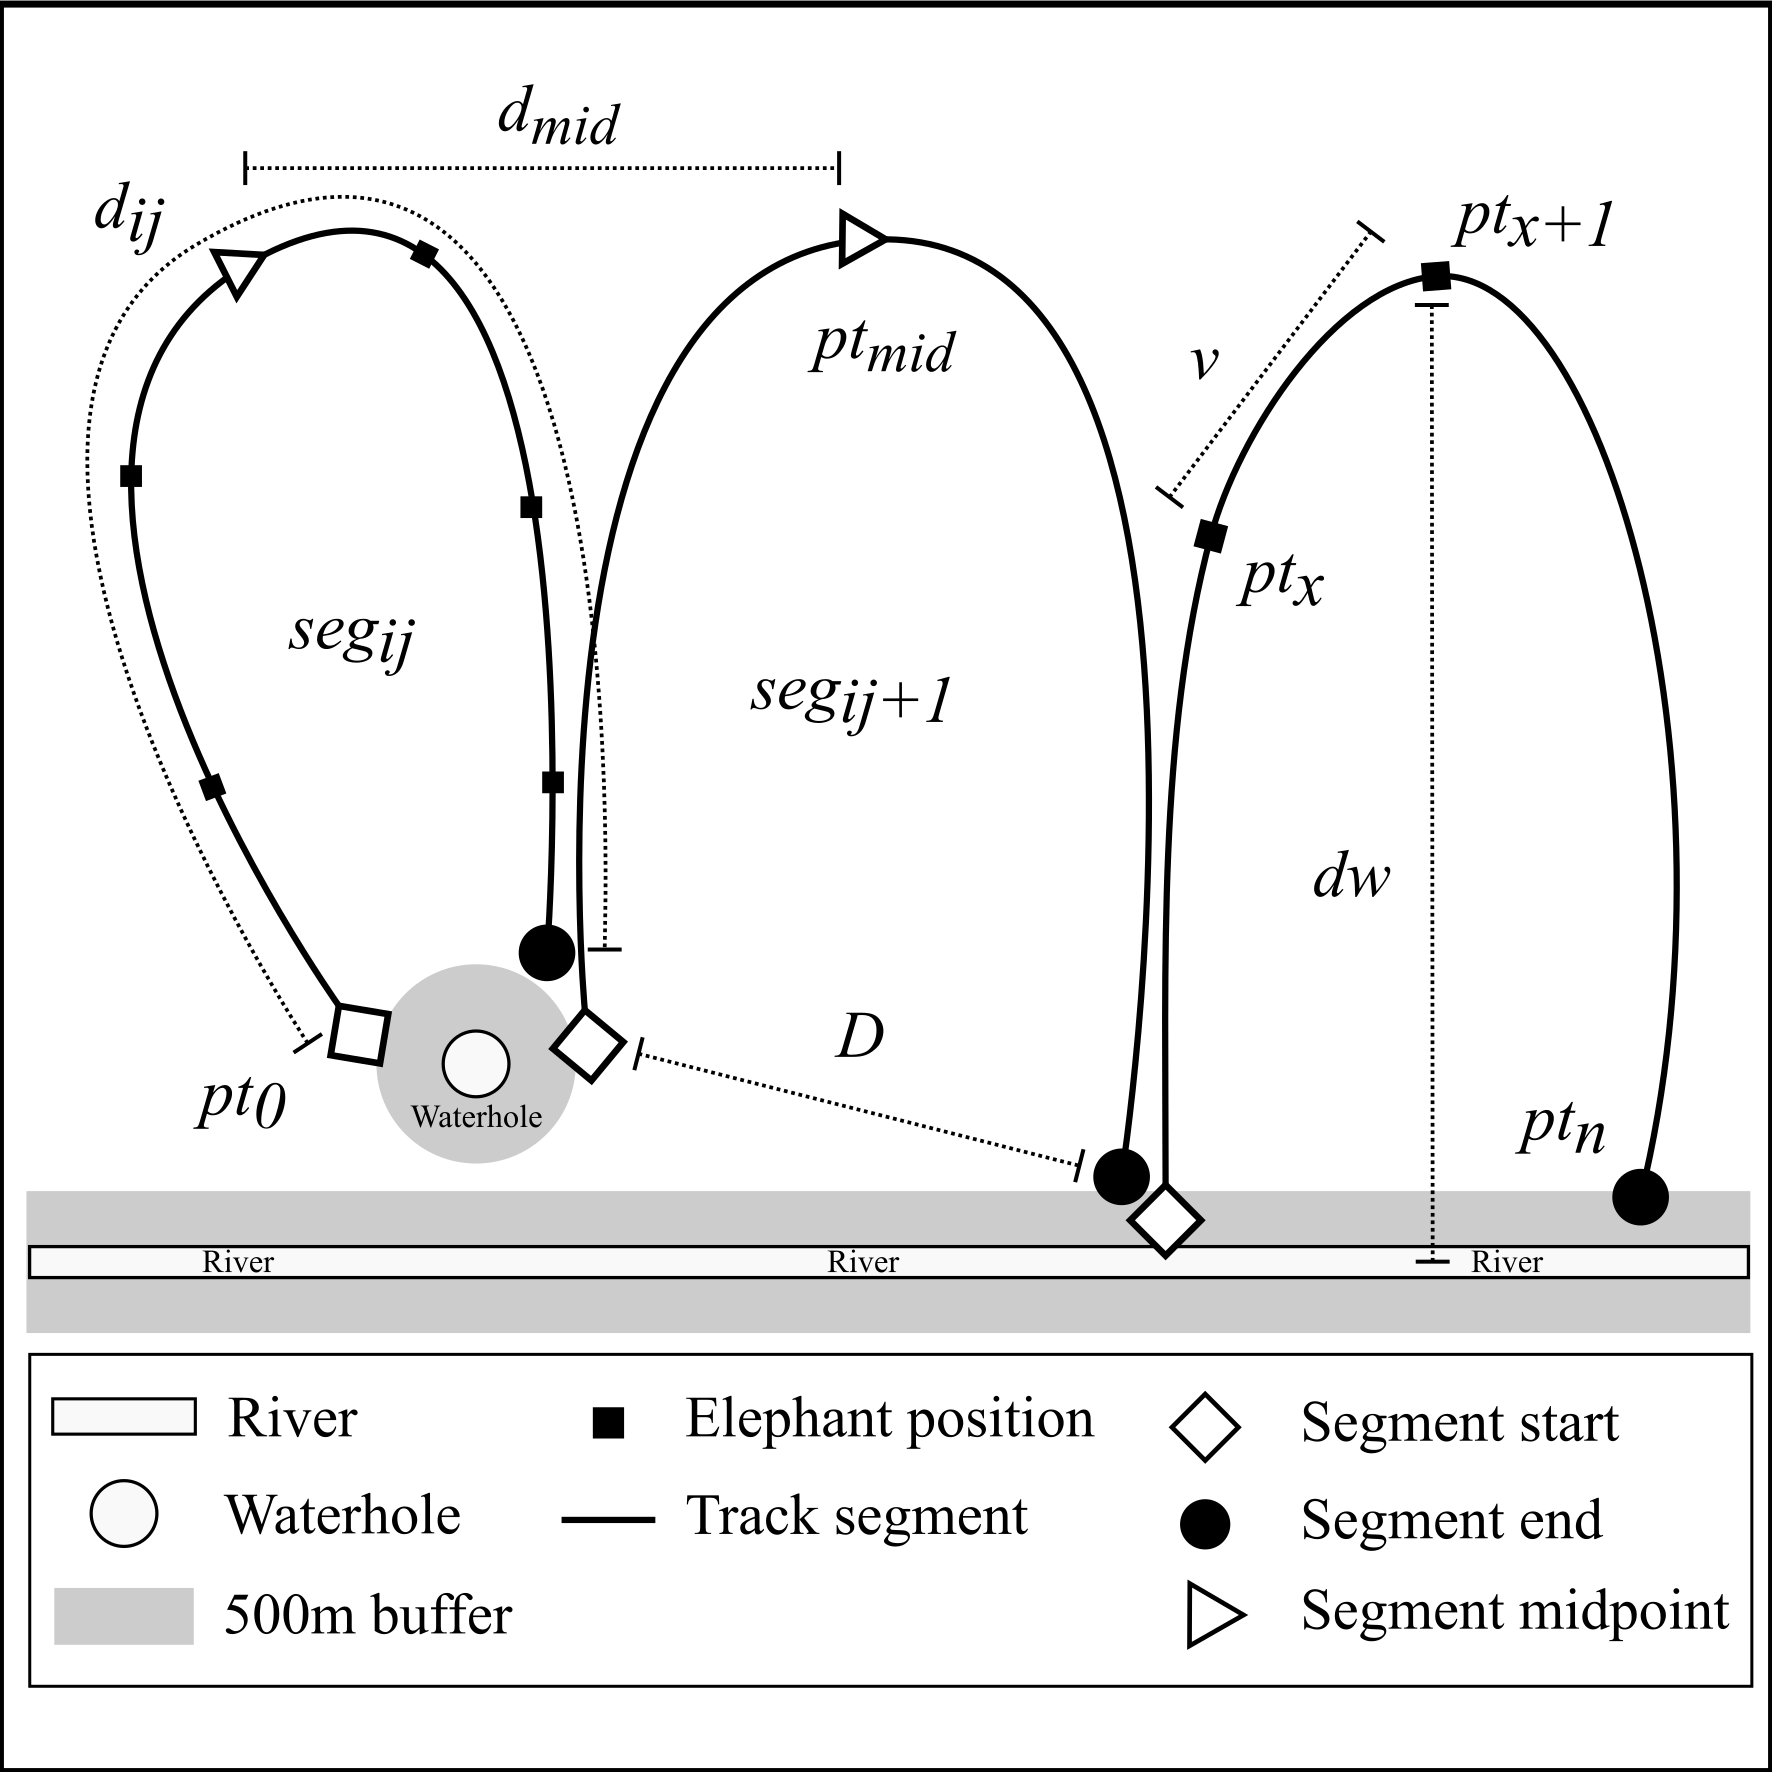 dmid
dij
ptx+1
ptmid
v
ptx
segij
segij+1
dw
D
pt0
Waterhole
ptn
River River River
River Elephant position Segment start
Waterhole Track segment Segment end
500m buffer Segment midpoint